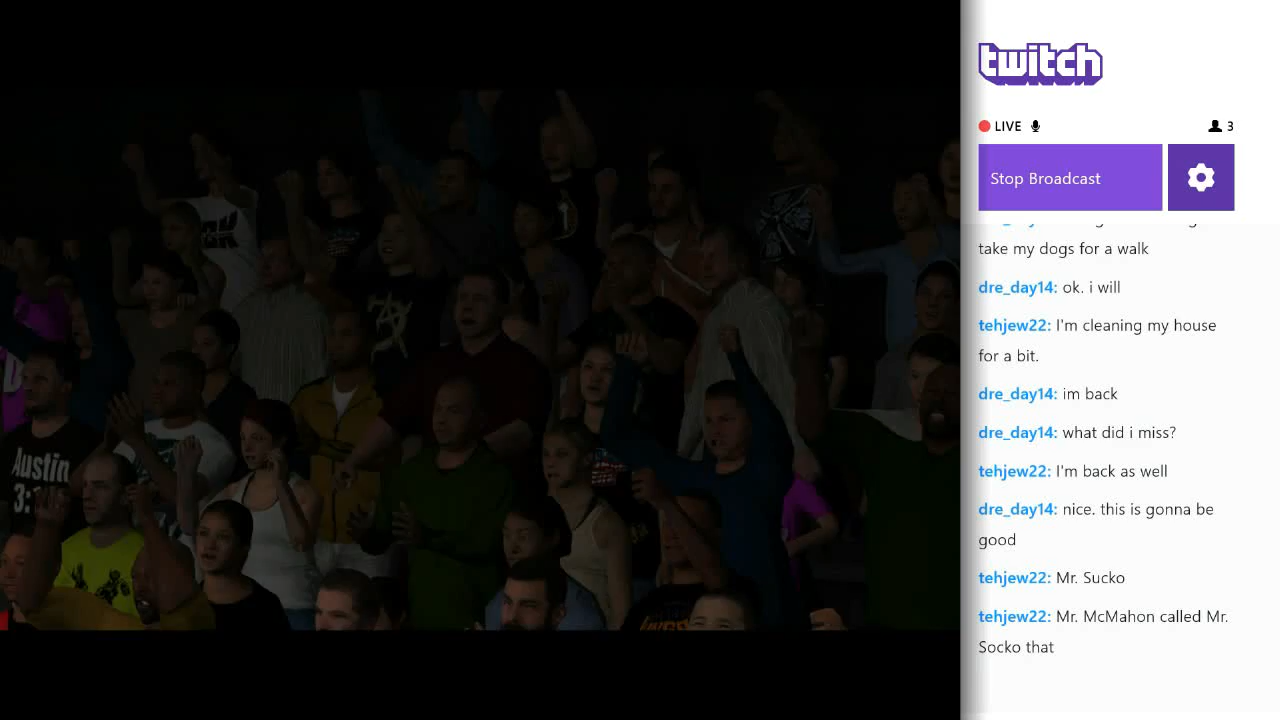 twitch
LIVE
3
Stop Broadcast
take my dogs for a walk
dre_day14: ok. i will
tehjew22: I'm cleaning my house
for a bit.
dre_day14: im back
dre_day14: what did i miss?
tehjew22: I'm back as well
dre_day14: nice. this is gonna be
good
tehjew22: Mr. Sucko
tehjew22: Mr. McMahon called Mr.
Socko that
Austin